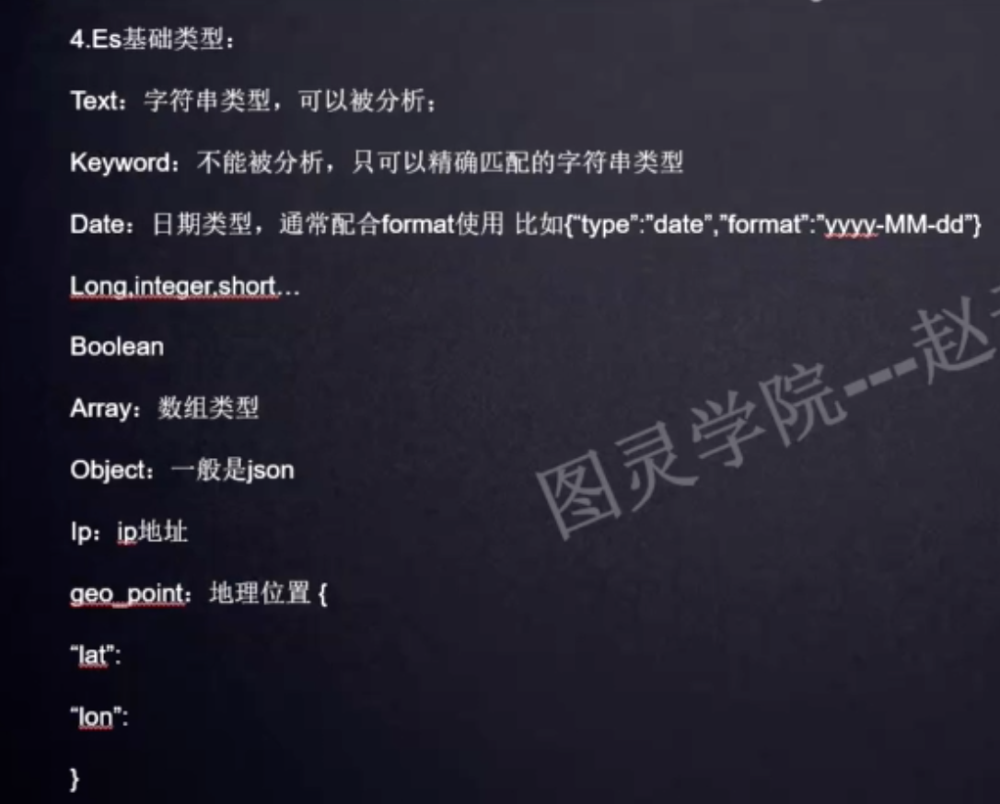 4.Es基础类型：
Text：字符串类型，可以被分析；
Keyword：不能被分析，只可以精确匹配的字符串类型
Date：日期类型，通常配合format使用 比如{“type”:”date”,”format”:”yyyy-MM-dd”}
Long,integer,short…
Boolean
Array：数组类型
Object：一般是json
Ip：ip地址
geo_point：地理位置 {
“lat”:
“lon”:
}
图灵学院---赵